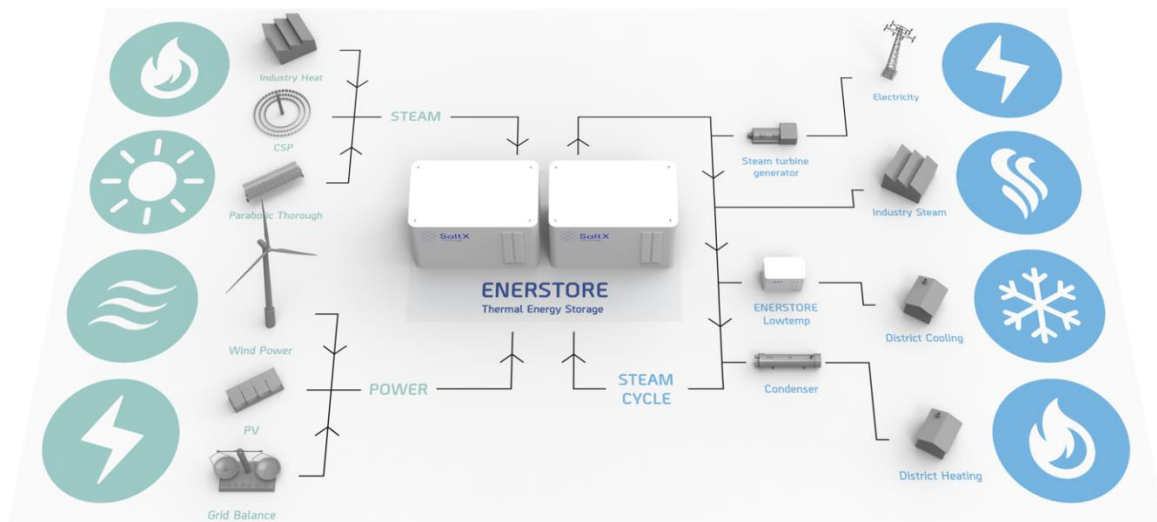 Industry Heat
CSP
STEAM
Parabolic Thorough
Wind Power
POWER
PV
Grid Balance
SaltX
SaltX
ENERSTORE
Thermal Energy Storage
STEAM
CYCLE
Electricity
Steam turbine
generator
Industry Steam
ENERSTORE
Lowtemp
District Cooling
Condenser
District Heating